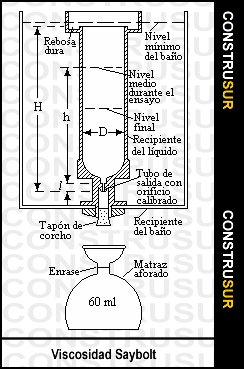 Rebosa
dura
Nivel
mínimo
del baño
H
h
Nivel
medio
durante el
ensayo
D
Nivel
final
Recipiente
del líquido
l
Tubo de
salida con
orificio
calibrado
Tapón de
corcho
Recipiente
del baño
Enrase
Matraz
aforado
60 ml
Viscosidad Saybolt
CONSTRUSUR
CONSTRUSUR